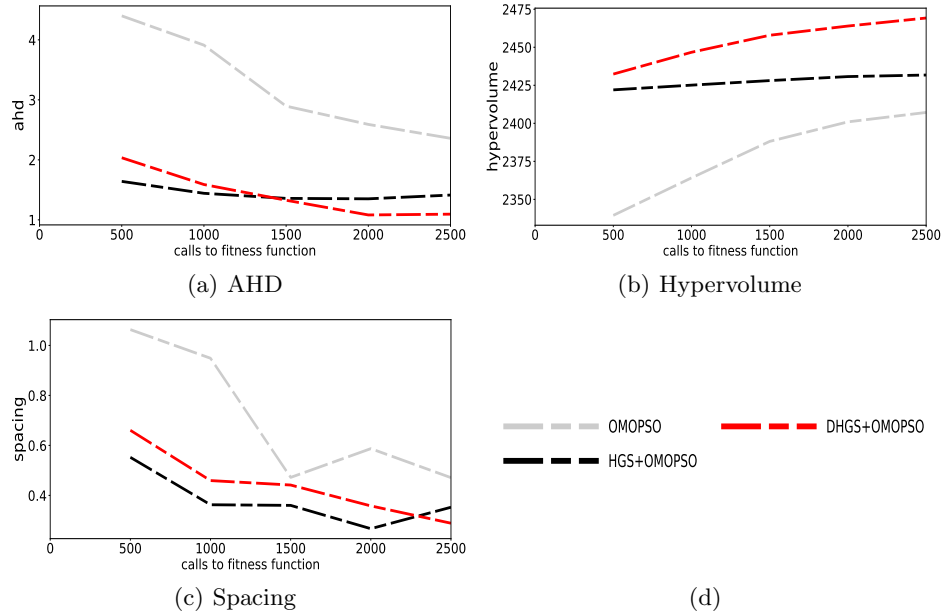 4
3
2
1
ahd
0
500
1000
1500
2000
2500
calls to fitness function
(a) AHD
2475
2450
2425
2400
2375
2350
hypervolume
0
500
1000
1500
2000
2500
calls to fitness function
(b) Hypervolume
1.0
0.8
0.6
0.4
spacing
0
500
1000
1500
2000
2500
calls to fitness function
(c) Spacing
OMOPSO
DHGS+OMOPSO
HGS+OMOPSO
(d)